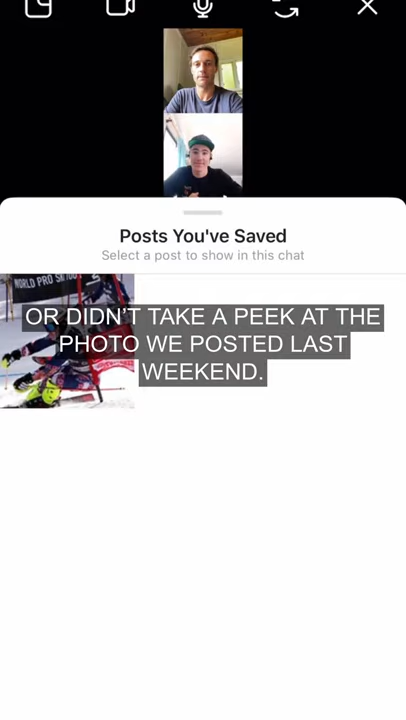 Posts You've Saved
Select a post to show in this chat
WORLD PRO SKI TOUR
OR DIDN'T TAKE A PEEK AT THE
PHOTO WE POSTED LAST
WEEKEND.